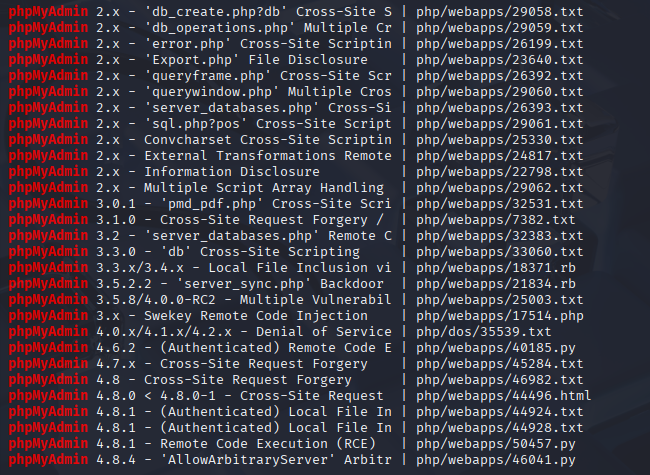 phpMyAdmin 2.x - 'db_create.php?db' Cross-Site S | php/webapps/29058.txt
phpMyAdmin 2.x - 'db_operations.php' Multiple Cr | php/webapps/29059.txt
phpMyAdmin 2.x - 'error.php' Cross-Site Scriptin | php/webapps/26199.txt
phpMyAdmin 2.x - 'Export.php' File Disclosure | php/webapps/23640.txt
phpMyAdmin 2.x - 'queryframe.php' Cross-Site Scr | php/webapps/26392.txt
phpMyAdmin 2.x - 'querywindow.php' Multiple Cros | php/webapps/29060.txt
phpMyAdmin 2.x - 'server_databases.php' Cross-Si | php/webapps/26393.txt
phpMyAdmin 2.x - 'sql.php?pos' Cross-Site Script | php/webapps/29061.txt
phpMyAdmin 2.x - Convcharset Cross-Site Scriptin | php/webapps/25330.txt
phpMyAdmin 2.x - External Transformations Remote | php/webapps/24817.txt
phpMyAdmin 2.x - Information Disclosure | php/webapps/22798.txt
phpMyAdmin 2.x - Multiple Script Array Handling | php/webapps/29062.txt
phpMyAdmin 3.0.1 - 'pmd_pdf.php' Cross-Site Scri | php/webapps/32531.txt
phpMyAdmin 3.1.0 - Cross-Site Request Forgery / | php/webapps/7382.txt
phpMyAdmin 3.2 - 'server_databases.php' Remote C | php/webapps/32383.txt
phpMyAdmin 3.3.0 - 'db' Cross-Site Scripting | php/webapps/33060.txt
phpMyAdmin 3.3.x/3.4.x - Local File Inclusion vi | php/webapps/18371.rb
phpMyAdmin 3.5.2.2 - 'server_sync.php' Backdoor | php/webapps/21834.rb
phpMyAdmin 3.5.8/4.0.0-RC2 - Multiple Vulnerabil | php/webapps/25003.txt
phpMyAdmin 3.x - Swekey Remote Code Injection | php/webapps/17514.php
phpMyAdmin 4.0.x/4.1.x/4.2.x - Denial of Service | php/dos/35539.txt
phpMyAdmin 4.6.2 - (Authenticated) Remote Code E | php/webapps/40185.py
phpMyAdmin 4.7.x - Cross-Site Request Forgery | php/webapps/45284.txt
phpMyAdmin 4.8 - Cross-Site Request Forgery | php/webapps/46982.txt
phpMyAdmin 4.8.0 < 4.8.0-1 - Cross-Site Request | php/webapps/44496.html
phpMyAdmin 4.8.1 - (Authenticated) Local File In | php/webapps/44924.txt
phpMyAdmin 4.8.1 - (Authenticated) Local File In | php/webapps/44928.txt
phpMyAdmin 4.8.1 - Remote Code Execution (RCE) | php/webapps/50457.py
phpMyAdmin 4.8.4 - 'AllowArbitraryServer' Arbitr | php/webapps/46041.py